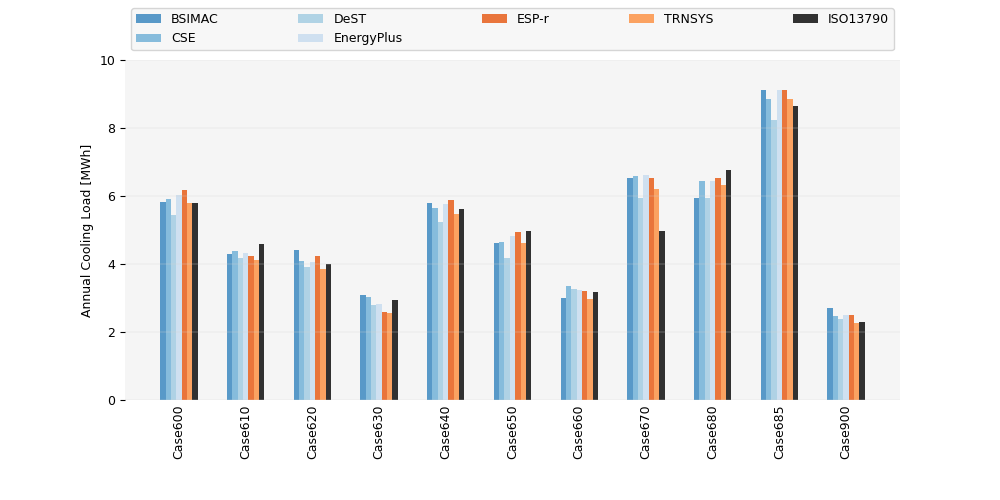 BSIMAC DeST ESP-r TRNSYS ISO13790
CSE EnergyPlus
10
8
6
4
2
0
Annual Cooling Load [MWh]
Case600
Case610
Case620
Case630
Case640
Case650
Case660
Case670
Case680
Case685
Case900